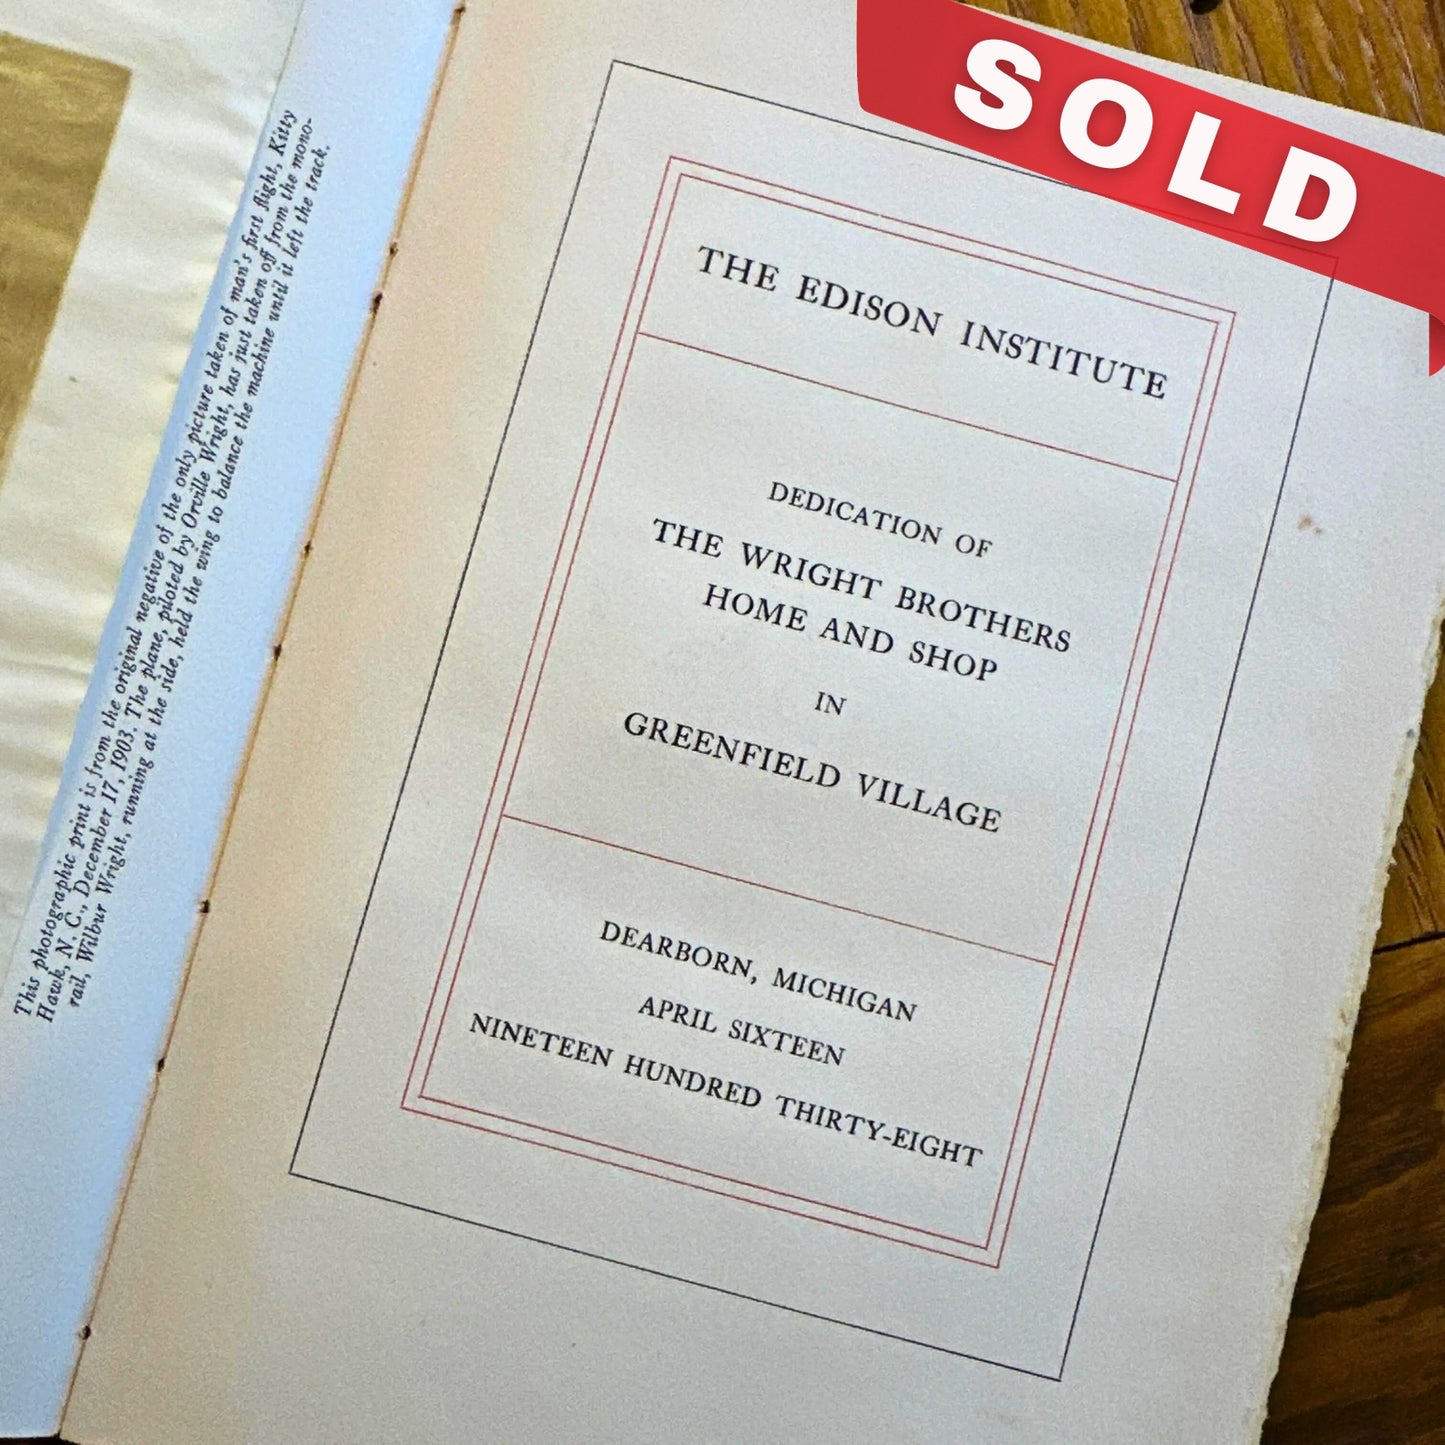 This photographic print is from the original negative of the only picture taken of man's first flight, Kitty
Hawk, N. C., December 17, 1903. The plane, piloted by Orville Wright, has just taken off from the mono-
rail, Wilbur Wright, running at the side, held the wing to balance the machine until it left the track.
SOLD
THE EDISON INSTITUTE
DEDICATION OF
THE WRIGHT BROTHERS
HOME AND SHOP
IN
GREENFIELD VILLAGE
DEARBORN, MICHIGAN
APRIL SIXTEEN
NINETEEN HUNDRED THIRTY-EIGHT